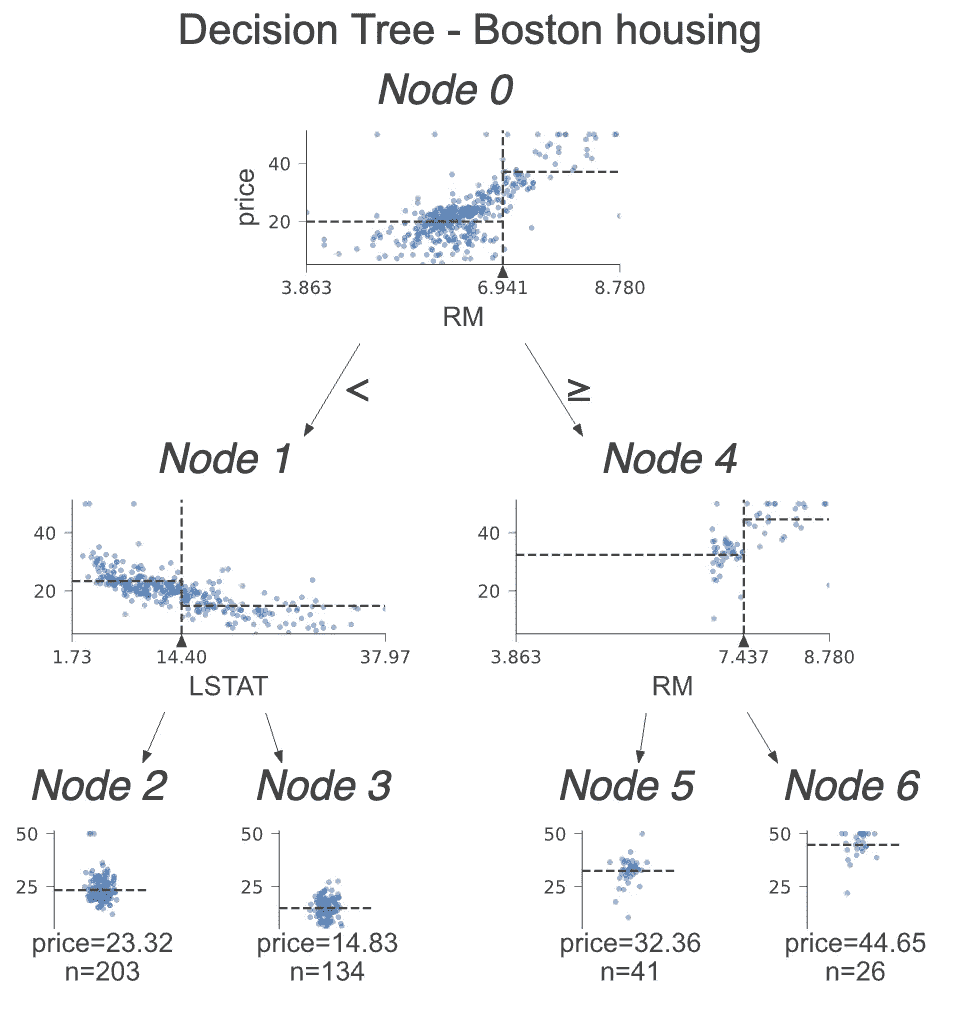 Decision Tree - Boston housing
Node 0
price
40
20
3.863 6.941 8.780
RM
< ≥
Node 1 Node 4
40 40
20 20
1.73 14.40 37.97 3.863 7.437 8.780
LSTAT RM
Node 2 Node 3 Node 5 Node 6
50 50 50 50
25 25 25 25
price=23.32 price=14.83 price=32.36 price=44.65
n=203 n=134 n=41 n=26